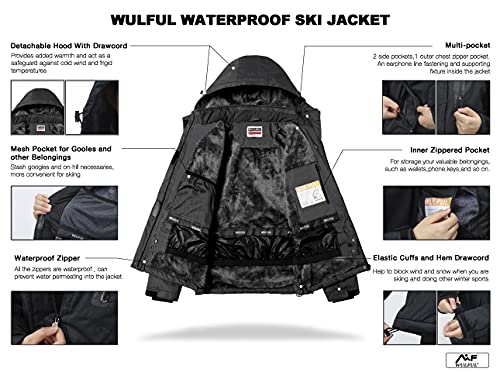 WULFUL WATERPROOF SKI JACKET
Detachable Hood With Drawcord
Provides added warmth and act as a
safeguard against cold wind and frigid
temperatures
Mesh Pocket for Gooles and
other Belongings
Stash googles and on-hill necessaries,
more convenient for skiing
Waterproof Zipper
All the zippers are waterproof , can
prevent water permeating into the jacket.
Multi-pocket
2 side pockets,1 outer chest zipper pocket.
An earphone line fastening and supporting
fixture inside the jacket
Inner Zippered Pocket
For storage your valuable belongings,
such as wallets,phone,keys,and so on.
Elastic Cuffs and Hem Drawcord
Help to block wind and snow when you are
skiing and doing other winter sports
WULFUL